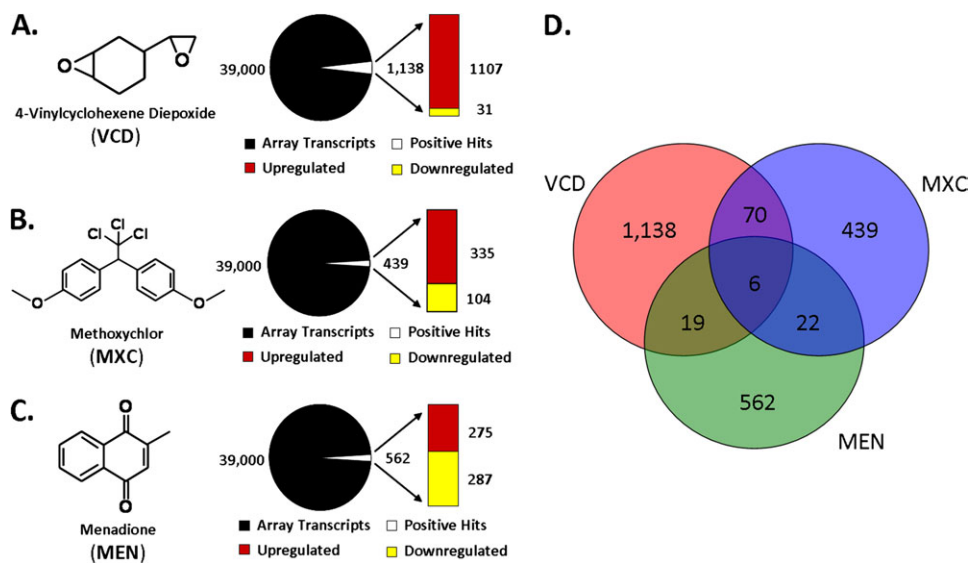 A.
O
O
4-Vinylcyclohexene Diepoxide
(VCD)
39,000
1,138
1107
31
Array Transcripts
Positive Hits
Upregulated
Downregulated
B.
Cl
Cl Cl
O
O
Methoxychlor
(MXC)
39,000
439
335
104
Array Transcripts
Positive Hits
Upregulated
Downregulated
C.
O
O
Menadione
(MEN)
39,000
562
275
287
Array Transcripts
Positive Hits
Upregulated
Downregulated
D.
VCD
MXC
1,138
70
439
6
19
22
562
MEN